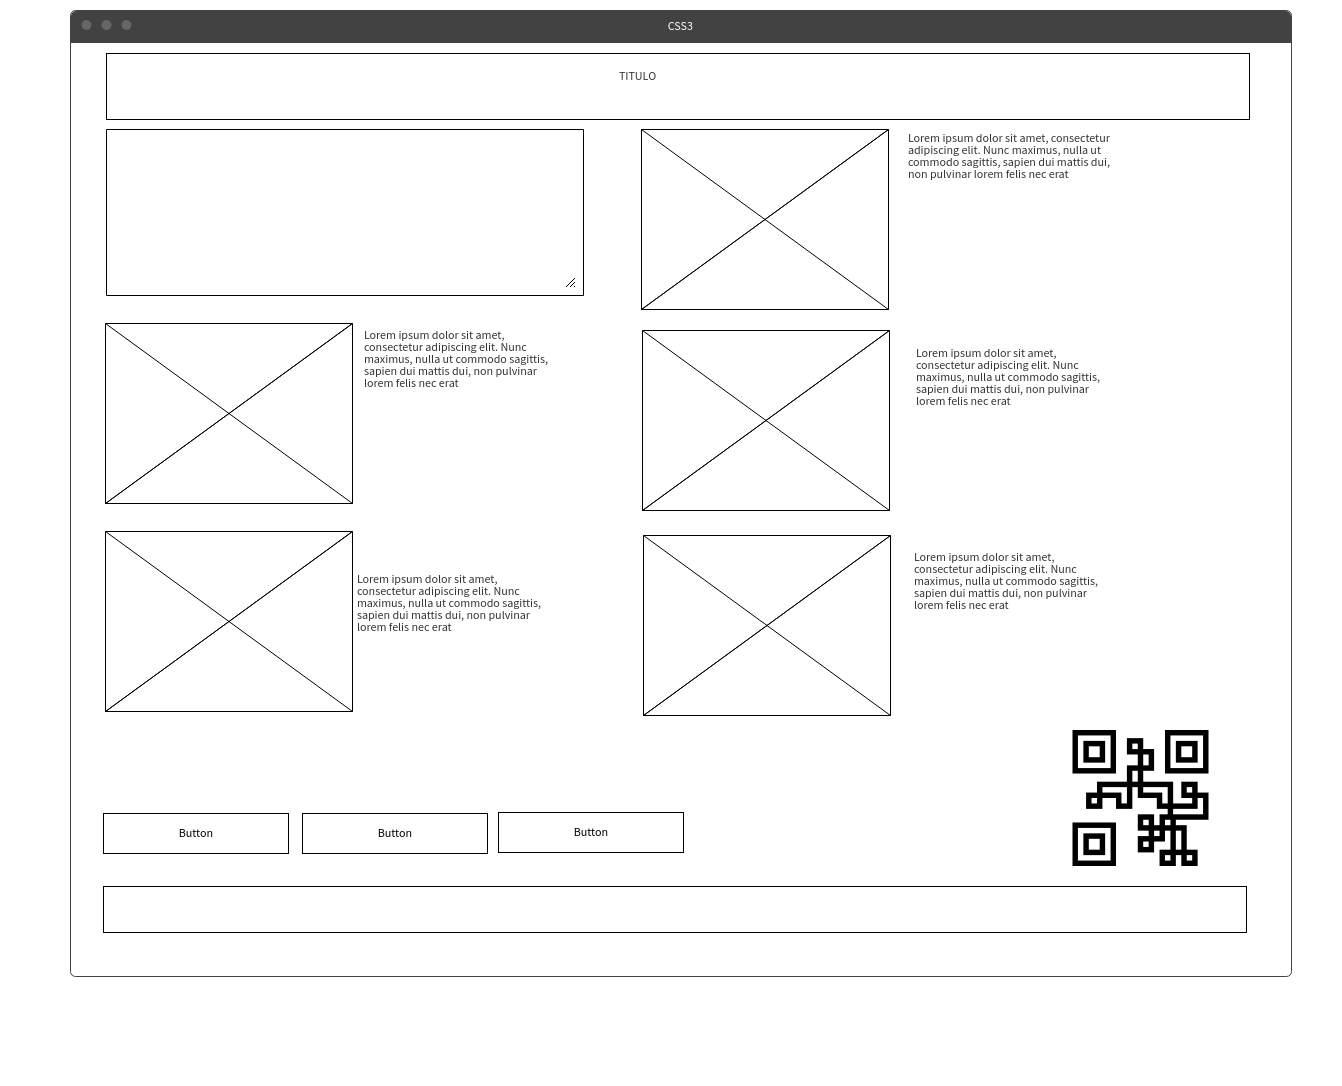 CSS3
TITULO
Lorem ipsum dolor sit amet, consectetur
adipiscing elit. Nunc maximus, nulla ut
commodo sagittis, sapien dui mattis dui,
non pulvinar lorem felis nec erat
Lorem ipsum dolor sit amet,
consectetur adipiscing elit. Nunc
maximus, nulla ut commodo sagittis,
sapien dui mattis dui, non pulvinar
lorem felis nec erat
Lorem ipsum dolor sit amet,
consectetur adipiscing elit. Nunc
maximus, nulla ut commodo sagittis,
sapien dui mattis dui, non pulvinar
lorem felis nec erat
Lorem ipsum dolor sit amet,
consectetur adipiscing elit. Nunc
maximus, nulla ut commodo sagittis,
sapien dui mattis dui, non pulvinar
lorem felis nec erat
Lorem ipsum dolor sit amet,
consectetur adipiscing elit. Nunc
maximus, nulla ut commodo sagittis,
sapien dui mattis dui, non pulvinar
lorem felis nec erat
Button
Button
Button